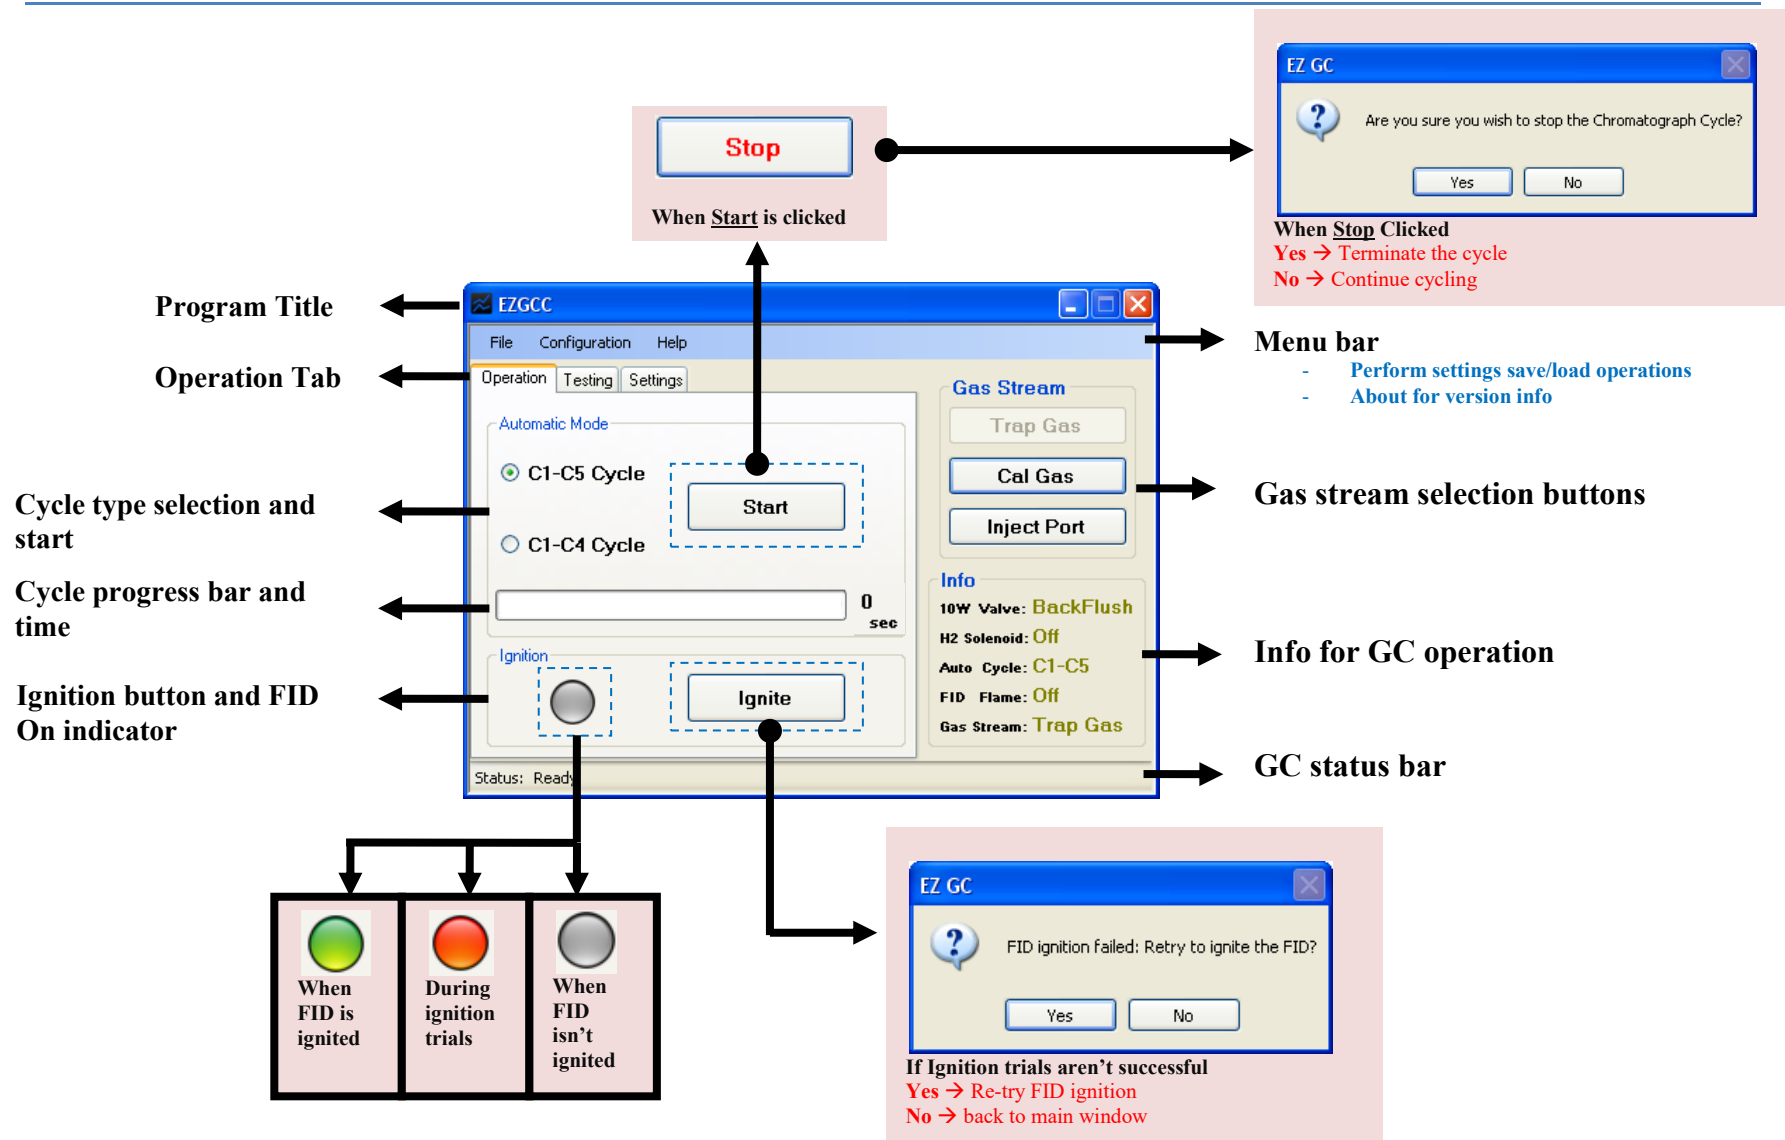 EZ GC
Are you sure you wish to stop the Chromatograph Cycle?
Yes
No
When Stop Clicked
Yes → Terminate the cycle
No → Continue cycling
Stop
When Start is clicked
Program Title
Operation Tab
Cycle type selection and
start
Cycle progress bar and
time
Ignition button and FID
On indicator
EZGCC
File Configuration Help
Operation Testing Settings
Automatic Mode
C1-C5 Cycle
Start
C1-C4 Cycle
0
sec
Ignition
Ignite
Gas Stream
Trap Gas
Cal Gas
Inject Port
Info
10W Valve: BackFlush
H2 Solenoid: Off
Auto Cycle: C1-C5
FID Flame: Off
Gas Stream: Trap Gas
Status: Ready
Menu bar
- Perform settings save/load operations
- About for version info
Gas stream selection buttons
Info for GC operation
GC status bar
When
FID is
ignited
During
ignition
trials
When
FID
isn't
ignited
EZ GC
FID ignition failed: Retry to ignite the FID?
Yes
No
If Ignition trials aren't successful
Yes → Re-try FID ignition
No → back to main window